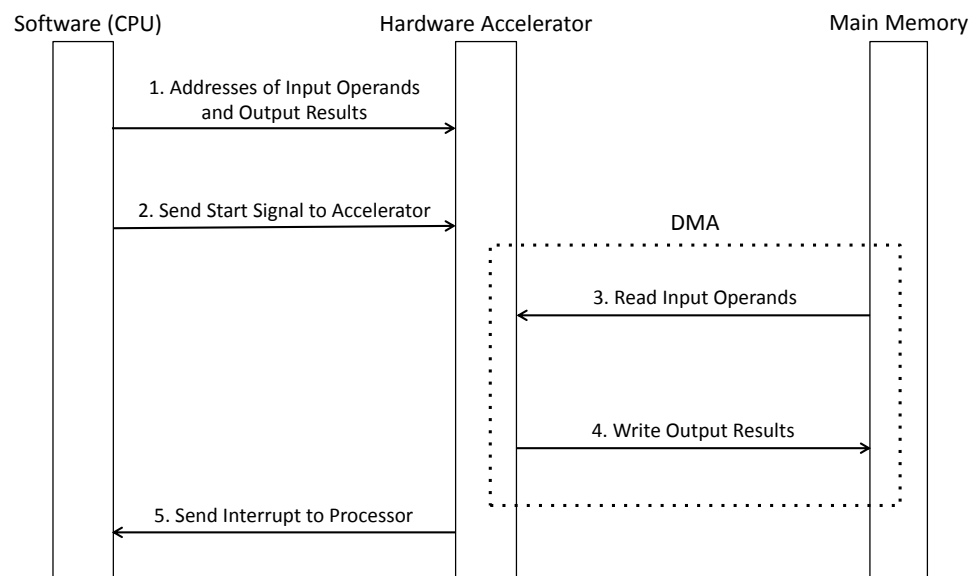 Software (CPU)
Hardware Accelerator
Main Memory
1. Addresses of Input Operands
and Output Results
2. Send Start Signal to Accelerator
DMA
3. Read Input Operands
4. Write Output Results
5. Send Interrupt to Processor